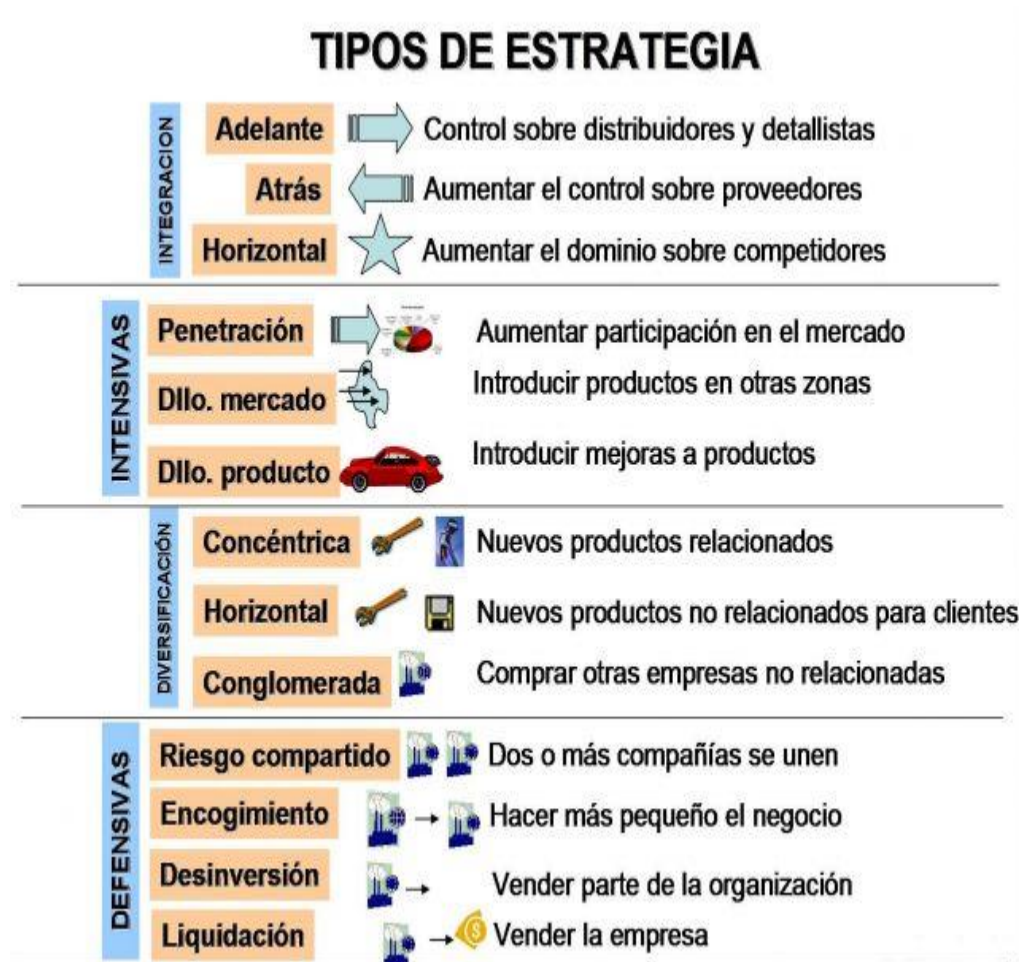 TIPOS DE ESTRATEGIA
INTEGRACION
Adelante Control sobre distribuidores y detallistas
Atrás Aumentar el control sobre proveedores
Horizontal Aumentar el dominio sobre competidores
INTENSIVAS
Penetración Aumentar participación en el mercado
Dllo. mercado Introducir productos en otras zonas
Dllo. producto Introducir mejoras a productos
DIVERSIFICACIÓN
Concéntrica Nuevos productos relacionados
Horizontal Nuevos productos no relacionados para clientes
Conglomerada Comprar otras empresas no relacionadas
DEFENSIVAS
Riesgo compartido Dos o más compañías se unen
Encogimiento Hacer más pequeño el negocio
Desinversión Vender parte de la organización
Liquidación $ Vender la empresa